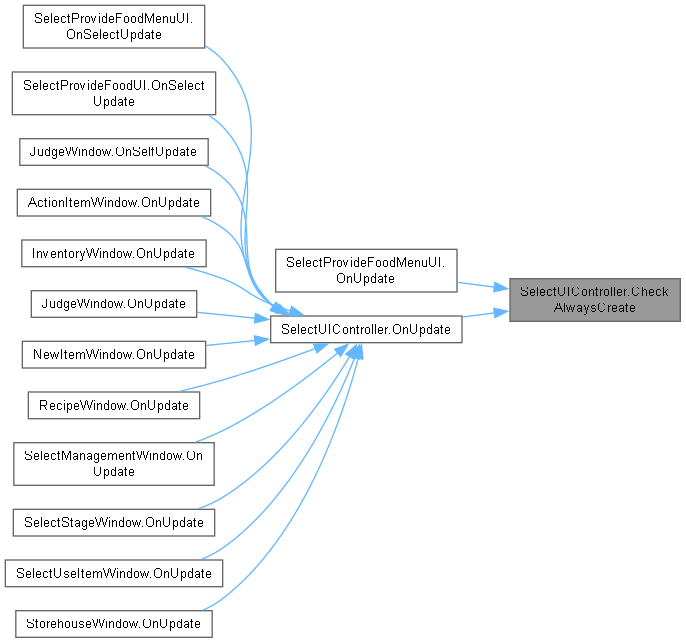 SelectProvideFoodMenuUI.
OnSelectUpdate
SelectProvideFoodUI.OnSelect
Update
JudgeWindow.OnSelfUpdate
ActionItemWindow.OnUpdate
InventoryWindow.OnUpdate
JudgeWindow.OnUpdate
NewItemWindow.OnUpdate
RecipeWindow.OnUpdate
SelectManagementWindow.On
Update
SelectStageWindow.OnUpdate
SelectUseItemWindow.OnUpdate
StorehouseWindow.OnUpdate
SelectProvideFoodMenuUI.
OnUpdate
SelectUIController.OnUpdate
SelectUIController.Check
AlwaysCreate